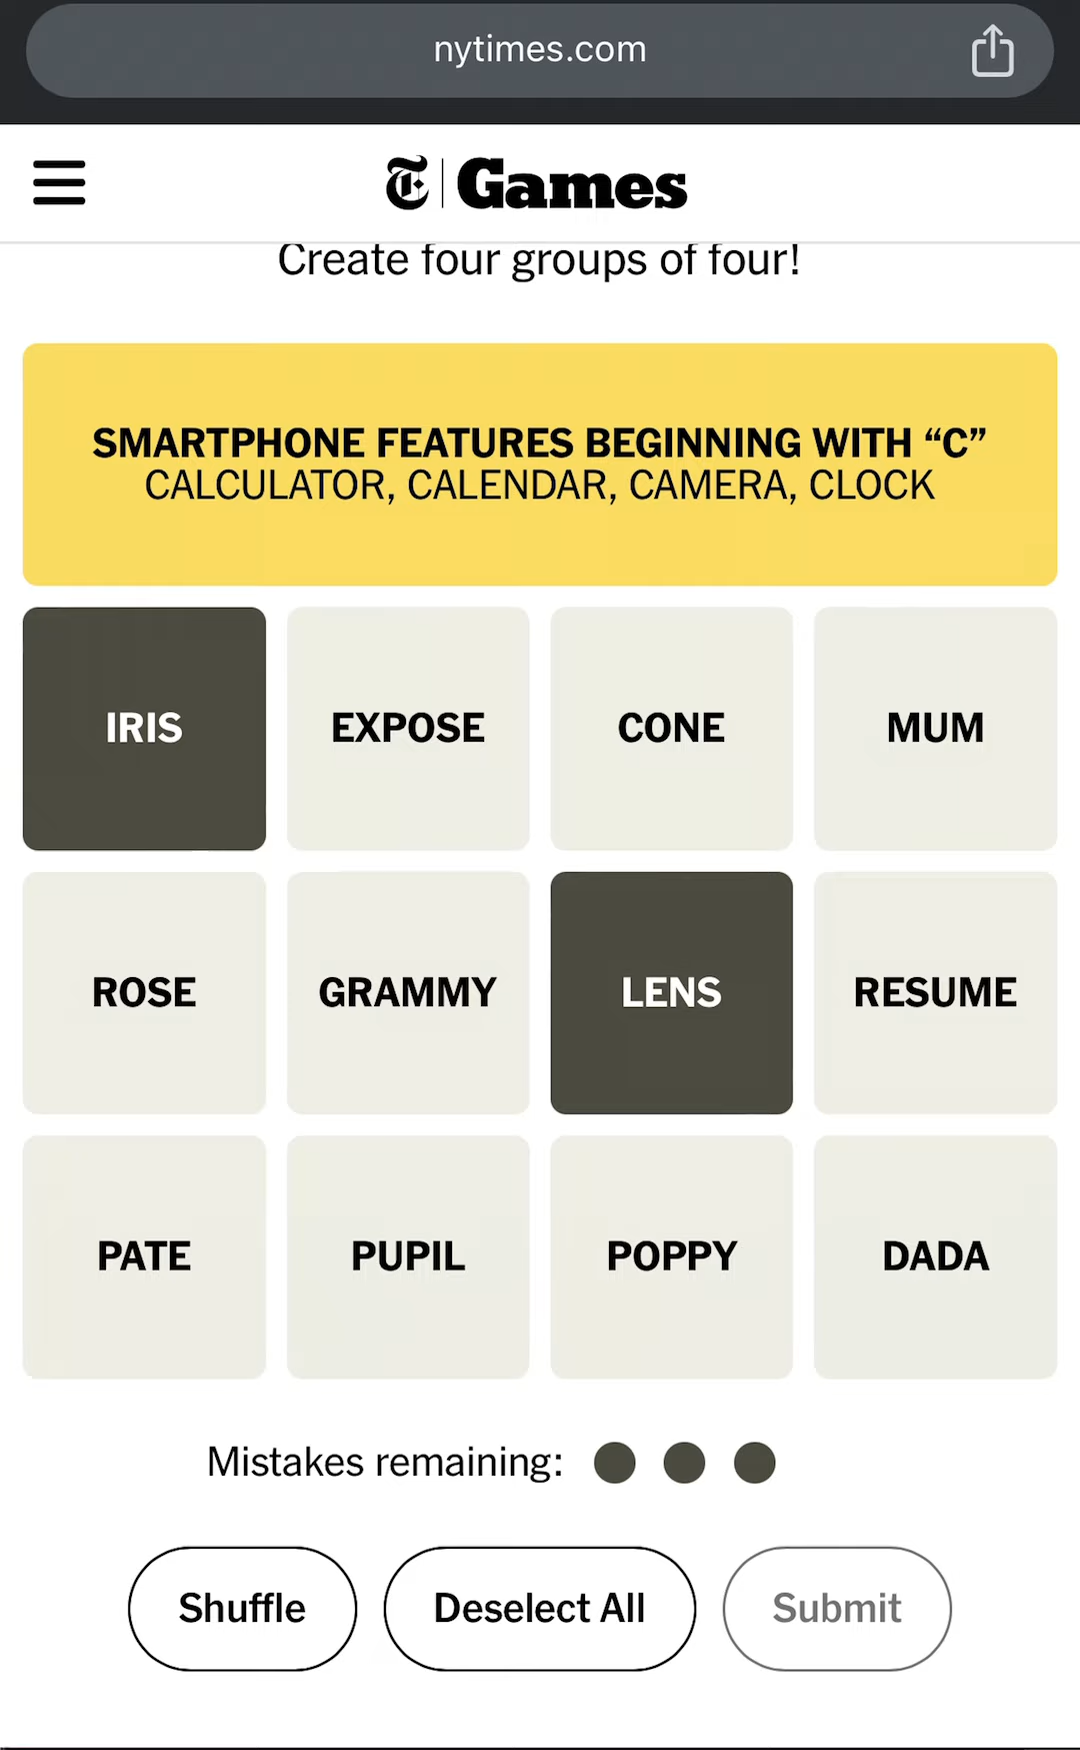 nytimes.com
T Games
Create four groups of four!
SMARTPHONE FEATURES BEGINNING WITH “C”
CALCULATOR, CALENDAR, CAMERA, CLOCK
IRIS EXPOSE CONE MUM
ROSE GRAMMY LENS RESUME
PATE PUPIL POPPY DADA
Mistakes remaining:
Shuffle Deselect All Submit